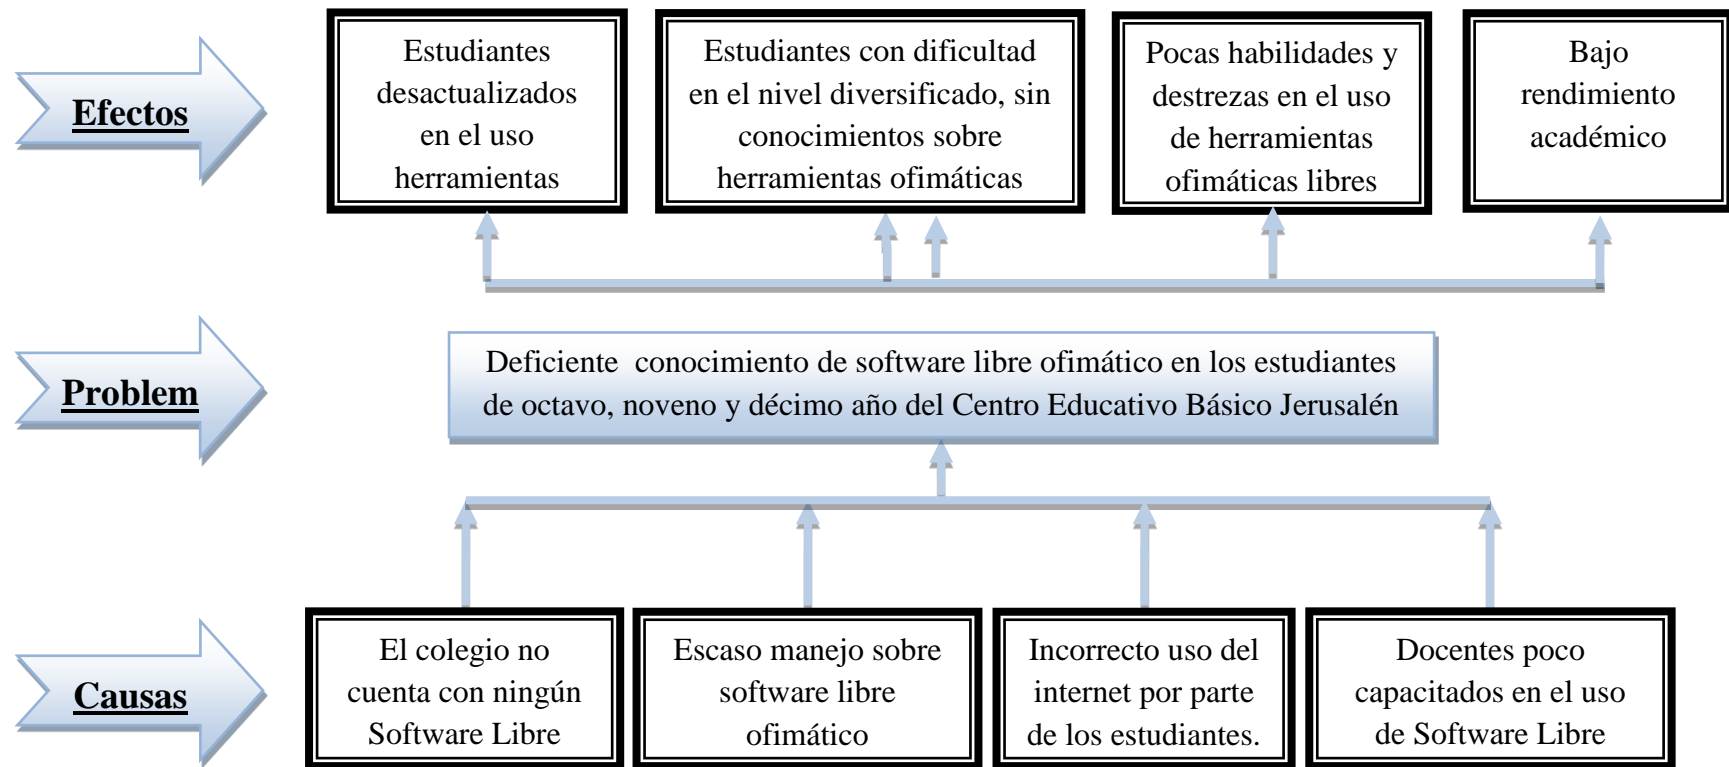 Efectos
Estudiantes
desactualizados
en el uso
herramientas
Estudiantes con dificultad
en el nivel diversificado, sin
conocimientos sobre
herramientas ofimáticas
Pocas habilidades y
destrezas en el uso
de herramientas
ofimáticas libres
Bajo
rendimiento
académico
Problem
Deficiente conocimiento de software libre ofimático en los estudiantes
de octavo, noveno y décimo año del Centro Educativo Básico Jerusalén
Causas
El colegio no
cuenta con ningún
Software Libre
Escaso manejo sobre
software libre
ofimático
Incorrecto uso del
internet por parte
de los estudiantes.
Docentes poco
capacitados en el uso
de Software Libre